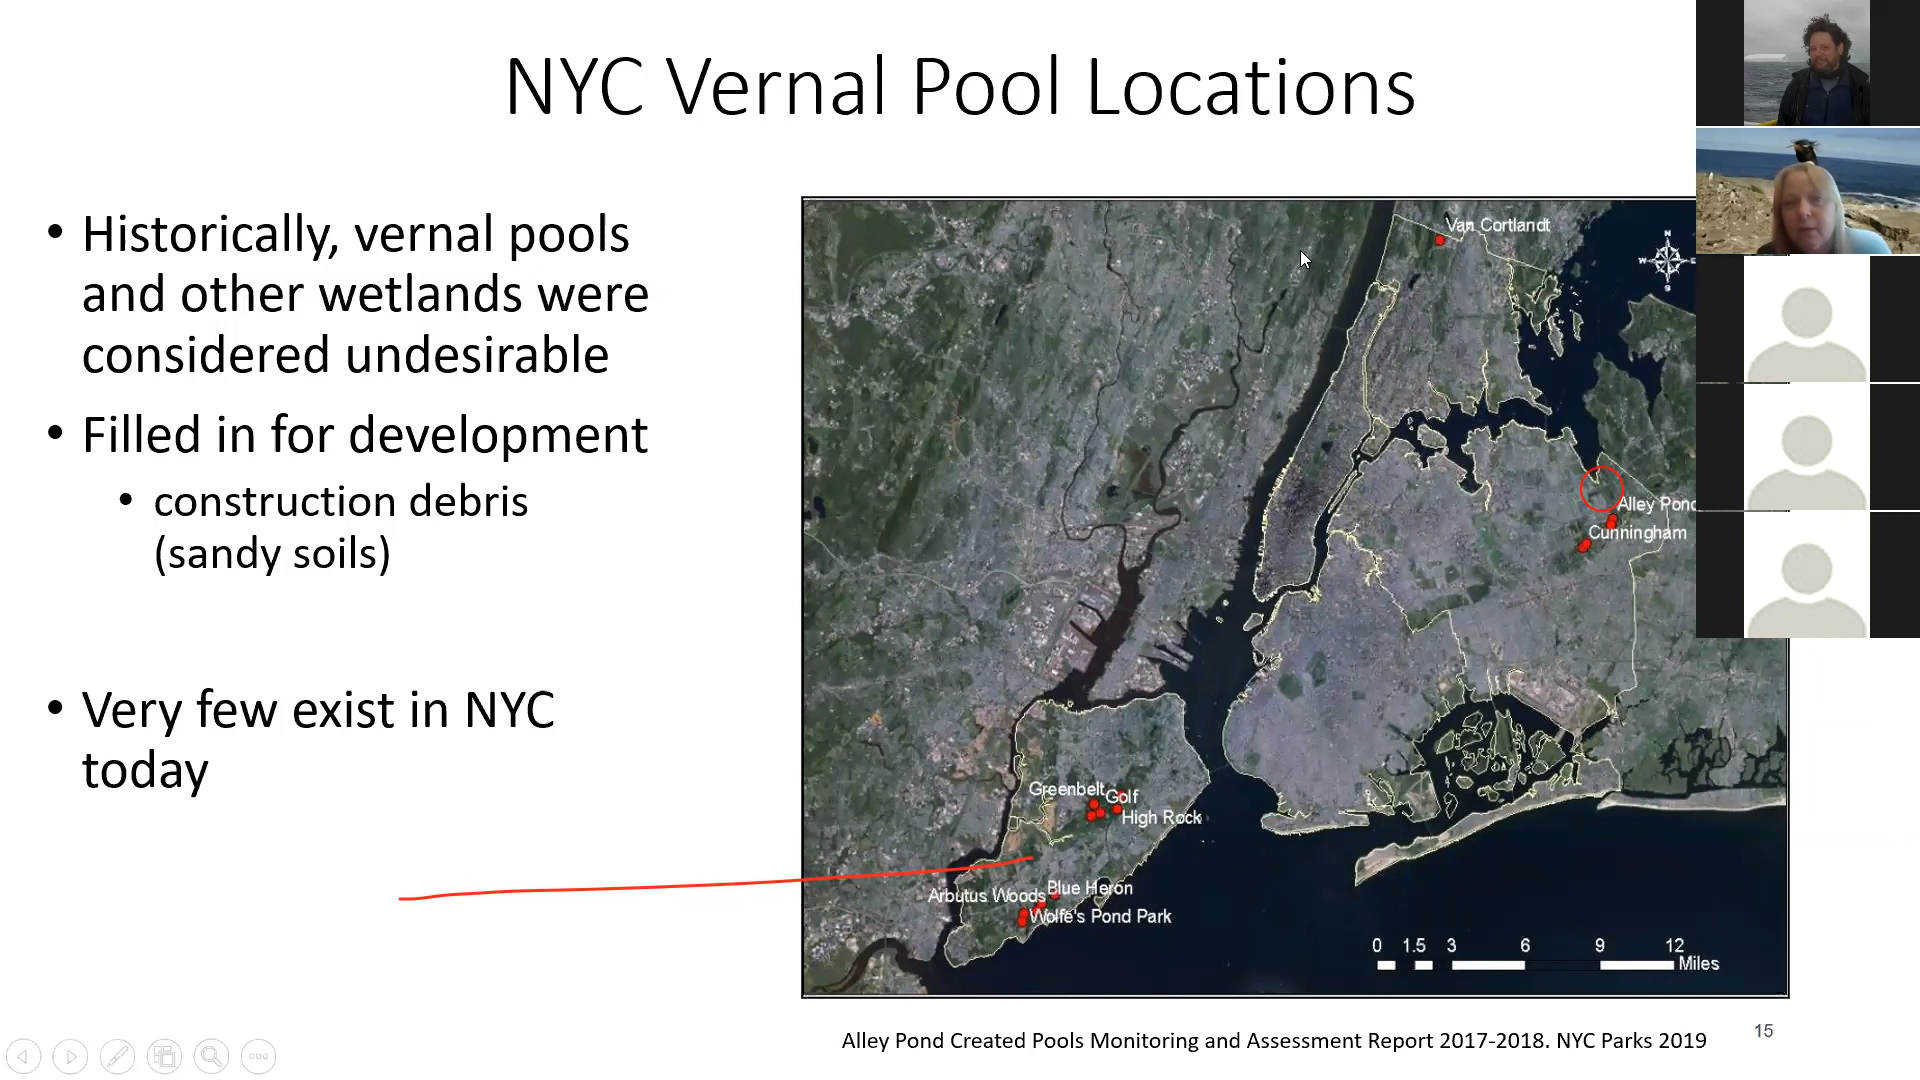 NYC Vernal Pool Locations
• Historically, vernal pools
and other wetlands were
considered undesirable
• Filled in for development
• construction debris
(sandy soils)
• Very few exist in NYC
today
Van Cortlandt
N
W
E
S
Alley Pond
Cunningham
Greenbelt
Golf
High Rock
Blue Heron
Arbutus Woods
Wolfe's Pond Park
0 1.5 3 6 9 12
Miles
Alley Pond Created Pools Monitoring and Assessment Report 2017-2018. NYC Parks 2019
15